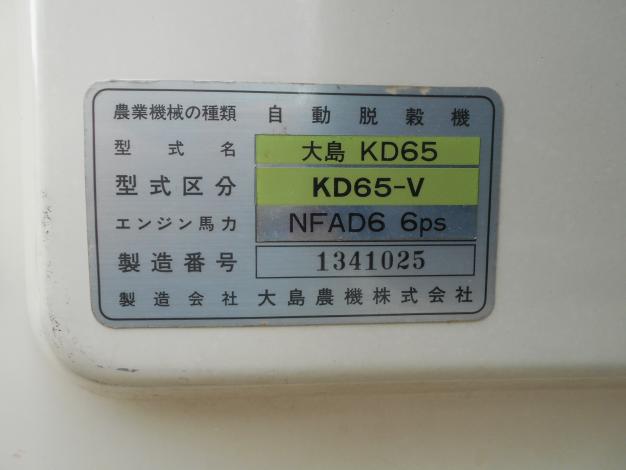 農業機械の種類 自動脱穀機
型式名 大島 KD65
型式区分 KD65-V
エンジン馬力 NFAD6 6ps
製造番号 1341025
製造会社 大島農機株式会社